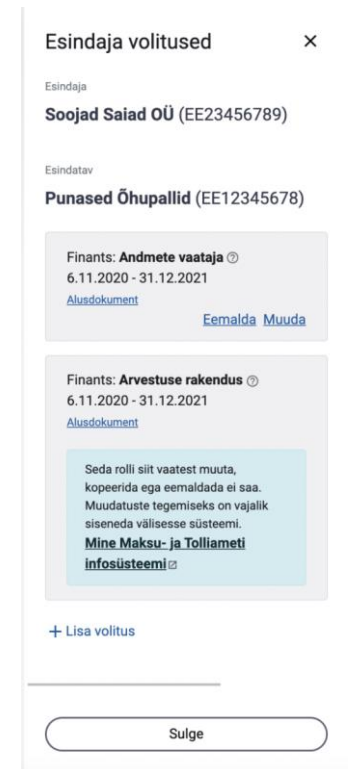 Esindaja volitused
Esindaja
Soojad Saiad OÜ (EE23456789)
Esindatav
Punased Õhupallid (EE12345678)
Finants: Andmete vaataja
6.11.2020 - 31.12.2021
Alusdokument
Eemalda Muuda
Finants: Arvestuse rakendus
6.11.2020 - 31.12.2021
Alusdokument
Seda rolli siit vaatest muuta,
kopeerida ega eemaldada ei saa.
Muudatuste tegemiseks on vajalik
siseneda välisesse süsteemi.
Mine Maksu- ja Tolliameti
infosüsteemi
+ Lisa volitus
Sulge